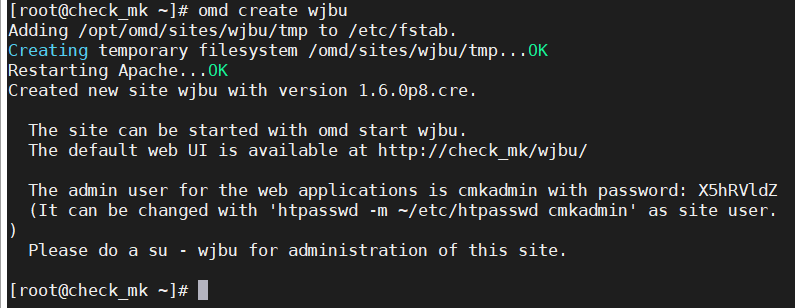 [root@check_mk ~]# omd create wjbu
Adding /opt/omd/sites/wjbu/tmp to /etc/fstab.
Creating temporary filesystem /omd/sites/wjbu/tmp...OK
Restarting Apache...OK
Created new site wjbu with version 1.6.0p8.cre.
The site can be started with omd start wjbu.
The default web UI is available at http://check_mk/wjbu/
The admin user for the web applications is cmkadmin with password: X5hRVldZ
(It can be changed with 'htpasswd -m ~/etc/htpasswd cmkadmin' as site user.
)
Please do a su - wjbu for administration of this site.
[root@check_mk ~]#